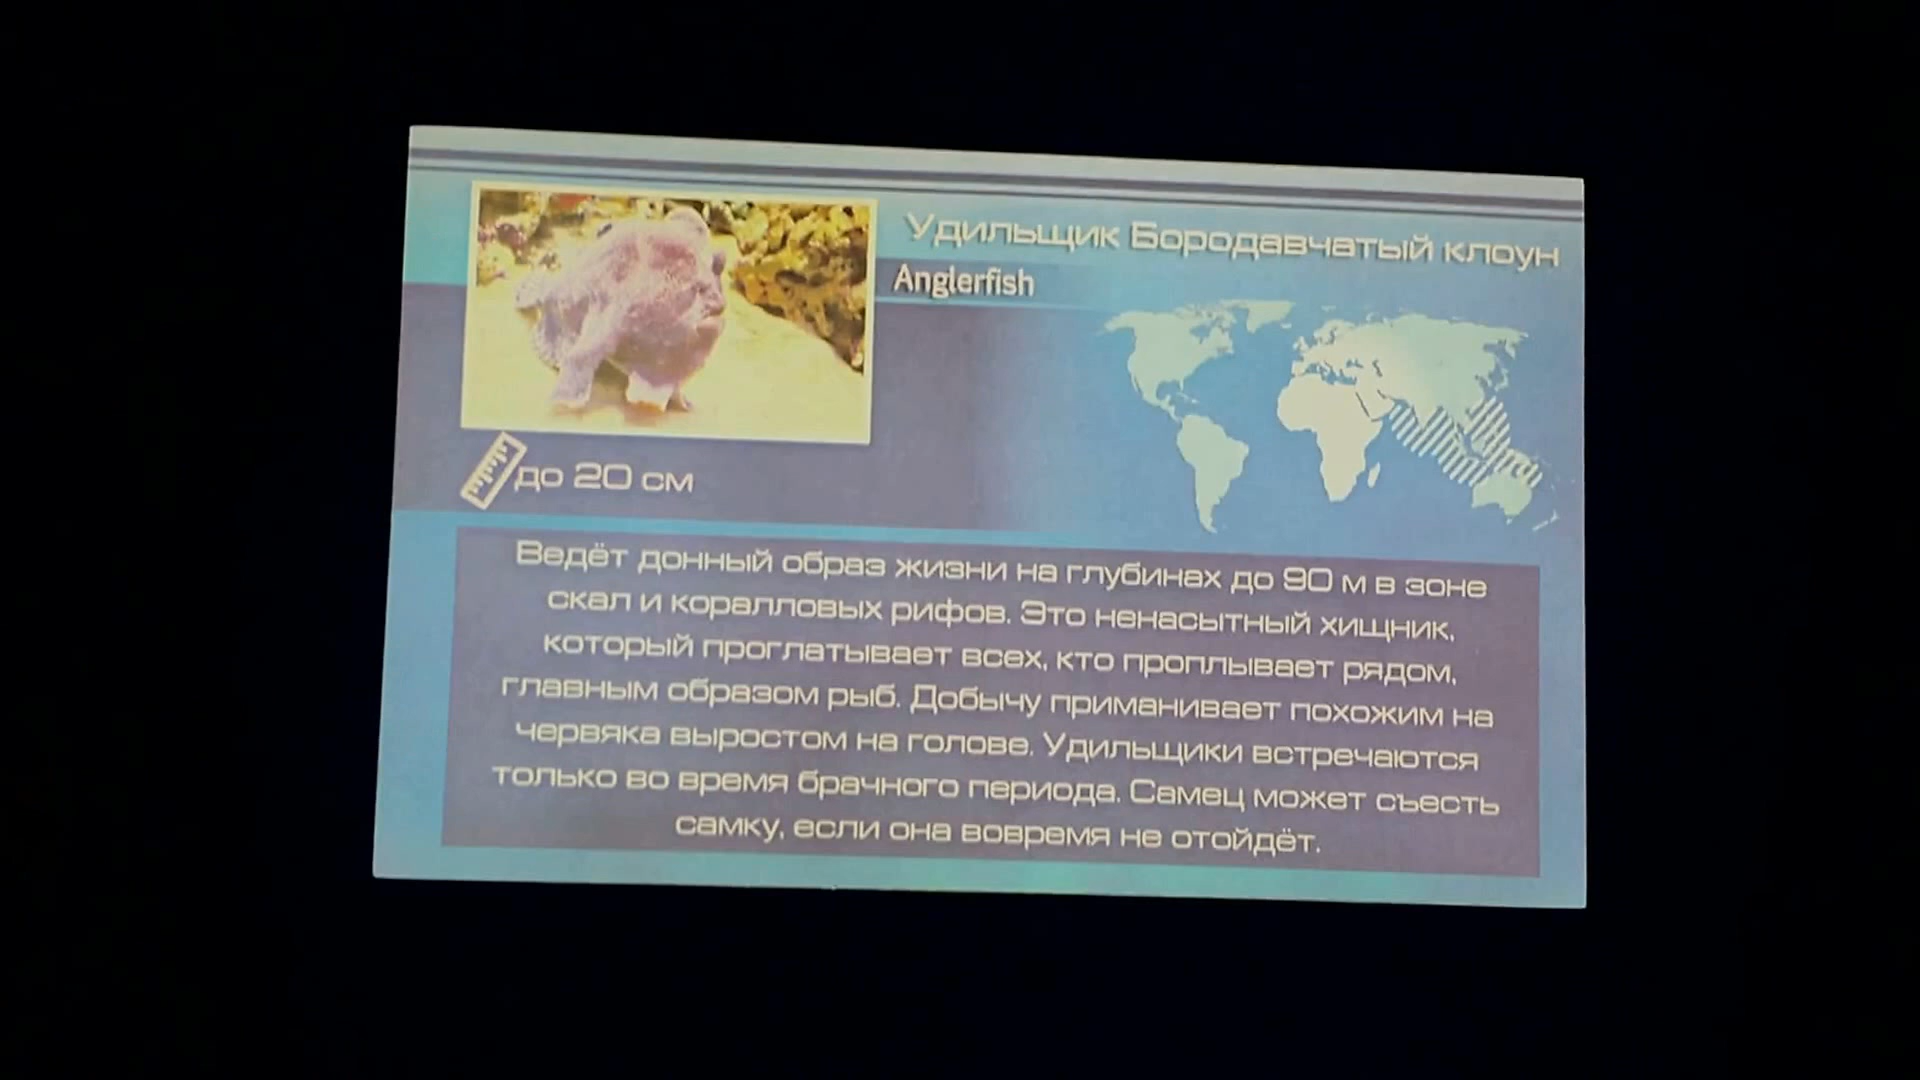 Удильщик Бородавчатый клоун
Anglerfish
до 20 см
Ведёт донный образ жизни на глубинах до 90 м в зоне
скал и коралловых рифов. Это ненасытный хищник,
который проглатывает всех, кто проплывает рядом,
главным образом рыб. Добычу приманивает похожим на
червяка выростом на голове. Удильщики встречаются
только во время брачного периода. Самец может съесть
самку, если она вовремя не отойдёт.